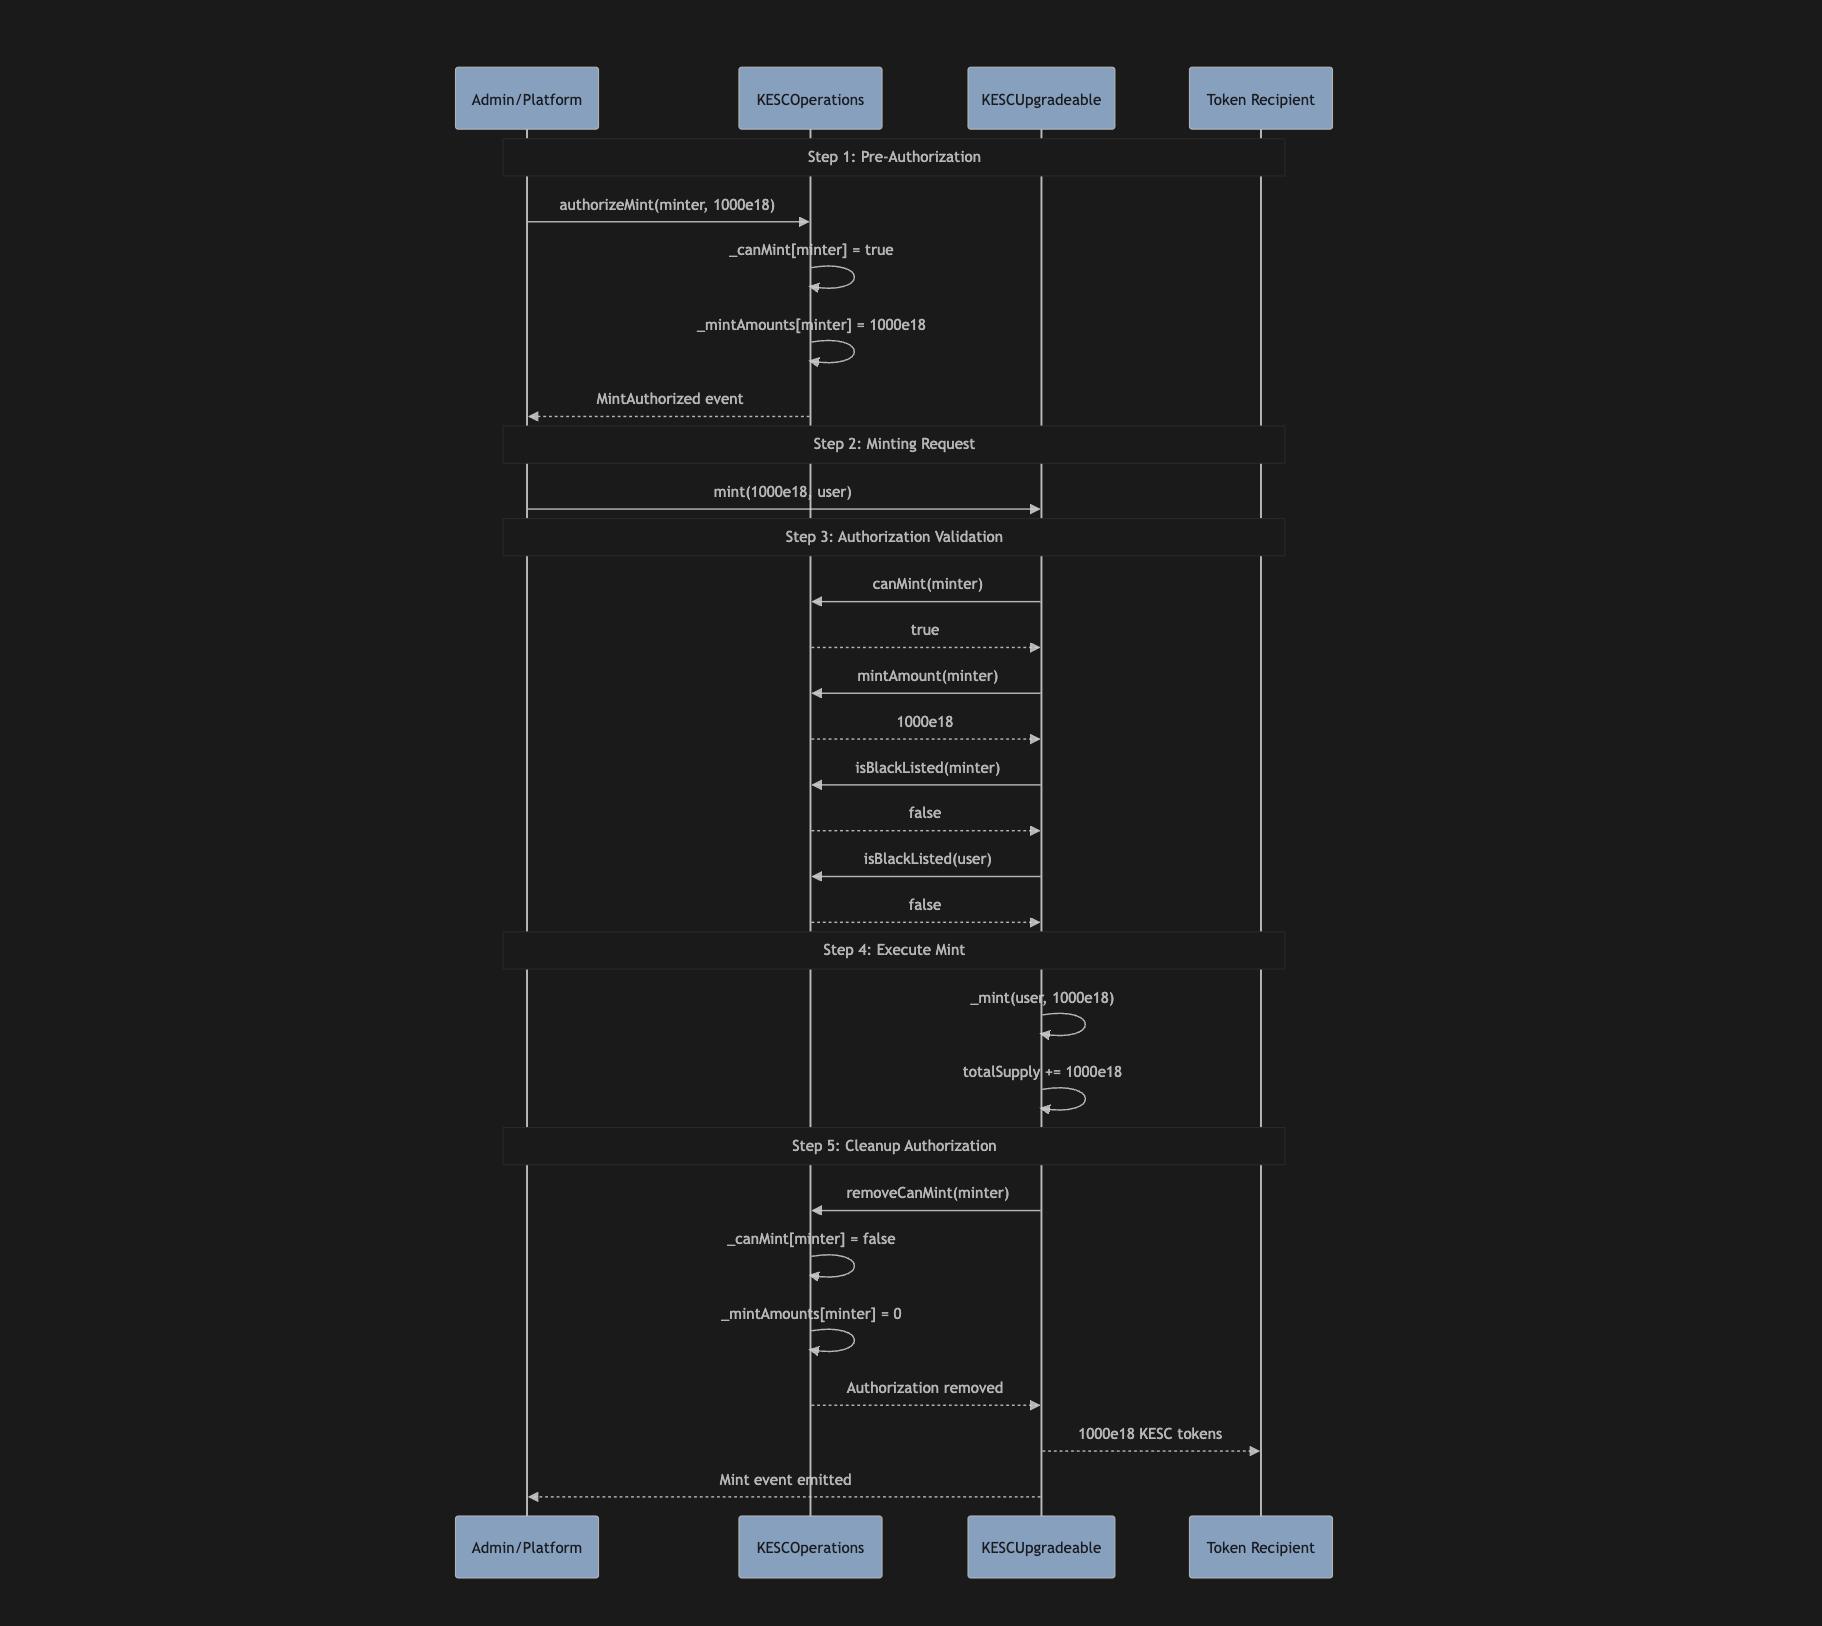 Admin/Platform
KESCOperations
KESCUpgradeable
Token Recipient
Step 1: Pre-Authorization
authorizeMint(minter, 1000e18)
_canMint[minter] = true
_mintAmounts[minter] = 1000e18
MintAuthorized event
Step 2: Minting Request
mint(1000e18, user)
Step 3: Authorization Validation
canMint(minter)
true
mintAmount(minter)
1000e18
isBlackListed(minter)
false
isBlackListed(user)
false
Step 4: Execute Mint
_mint(user, 1000e18)
totalSupply += 1000e18
Step 5: Cleanup Authorization
removeCanMint(minter)
_canMint[minter] = false
_mintAmounts[minter] = 0
Authorization removed
1000e18 KESC tokens
Mint event emitted
Admin/Platform
KESCOperations
KESCUpgradeable
Token Recipient